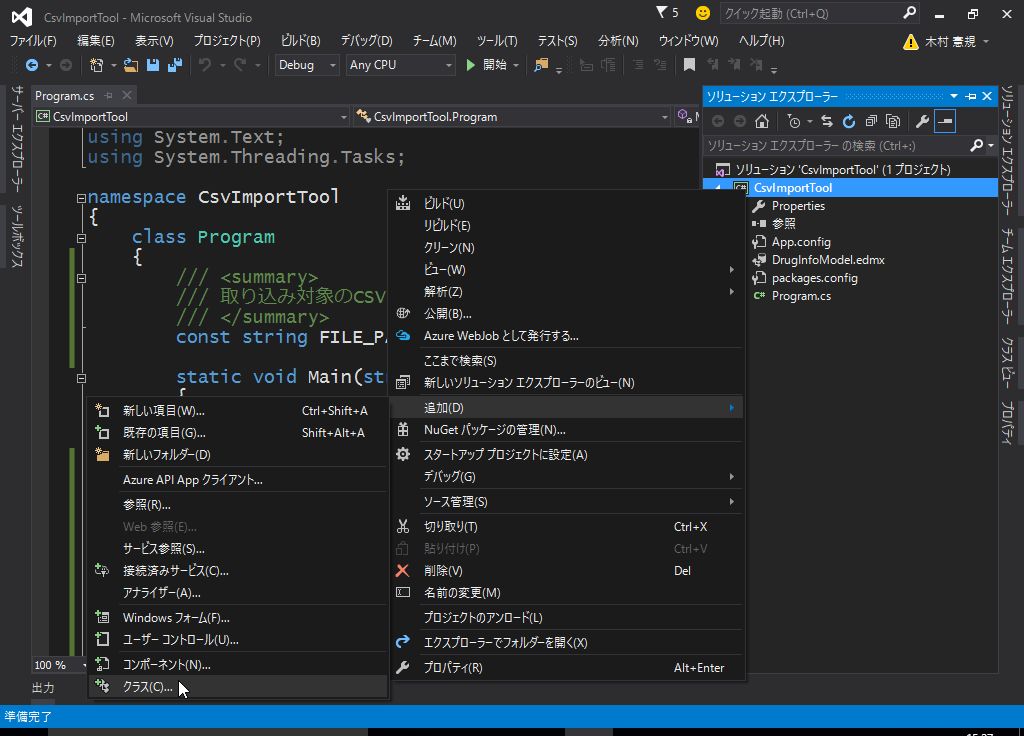 CsvImportTool - Microsoft Visual Studio
5
クイック起動 (Ctrl+Q)
ファイル(F) 編集(E) 表示(V) プロジェクト(P) ビルド(B) デバッグ(D) チーム(M) ツール(T) テスト(S) 分析(N) ウィンドウ(W) ヘルプ(H)
木村 憲規
Debug
Any CPU
開始
サーバー エクスプローラー
ツールボックス
Program.cs
CsvImportTool
CsvImportTool.Program
using System.Text;
using System.Threading.Tasks;
namespace CsvImportTool
{
class Program
{
/// <summary>
/// 取り込み対象のCSV
/// </summary>
const string FILE_PA
static void Main(str
100 %
出力
ソリューション エクスプローラー
ソリューション エクスプローラー の検索 (Ctrl+:)
ソリューション 'CsvImportTool' (1 プロジェクト)
CsvImportTool
Properties
参照
App.config
DrugInfoModel.edmx
packages.config
Program.cs
ソリューション エクスプローラー
チーム エクスプローラー
クラス ビュー
プロパティ
ビルド(U)
リビルド(E)
クリーン(N)
ビュー(W)
解析(Z)
公開(B)...
Azure WebJob として発行する...
ここまで検索(S)
新しいソリューション エクスプローラーのビュー(N)
追加(D)
NuGet パッケージの管理(N)...
スタートアップ プロジェクトに設定(A)
デバッグ(G)
ソース管理(S)
切り取り(T) Ctrl+X
貼り付け(P) Ctrl+V
削除(V) Del
名前の変更(M)
プロジェクトのアンロード(L)
エクスプローラーでフォルダーを開く(X)
プロパティ(R) Alt+Enter
新しい項目(W)... Ctrl+Shift+A
既存の項目(G)... Shift+Alt+A
新しいフォルダー(D)
Azure API App クライアント...
参照(R)...
Web 参照(E)...
サービス参照(S)...
接続済みサービス(C)...
アナライザー(A)...
Windows フォーム(F)...
ユーザー コントロール(U)...
コンポーネント(N)...
クラス(C)...
準備完了